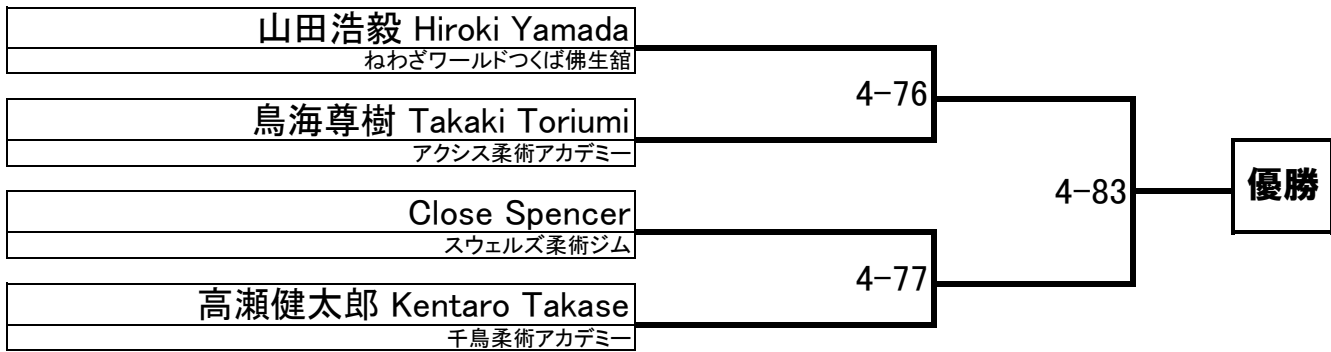 山田浩毅 Hiroki Yamada
ねわざワールドつくば佛生舘
鳥海尊樹 Takaki Toriumi
アクシス柔術アカデミー
Close Spencer
スウェルズ柔術ジム
高瀬健太郎 Kentaro Takase
千鳥柔術アカデミー
4-76
4-77
4-83
優勝